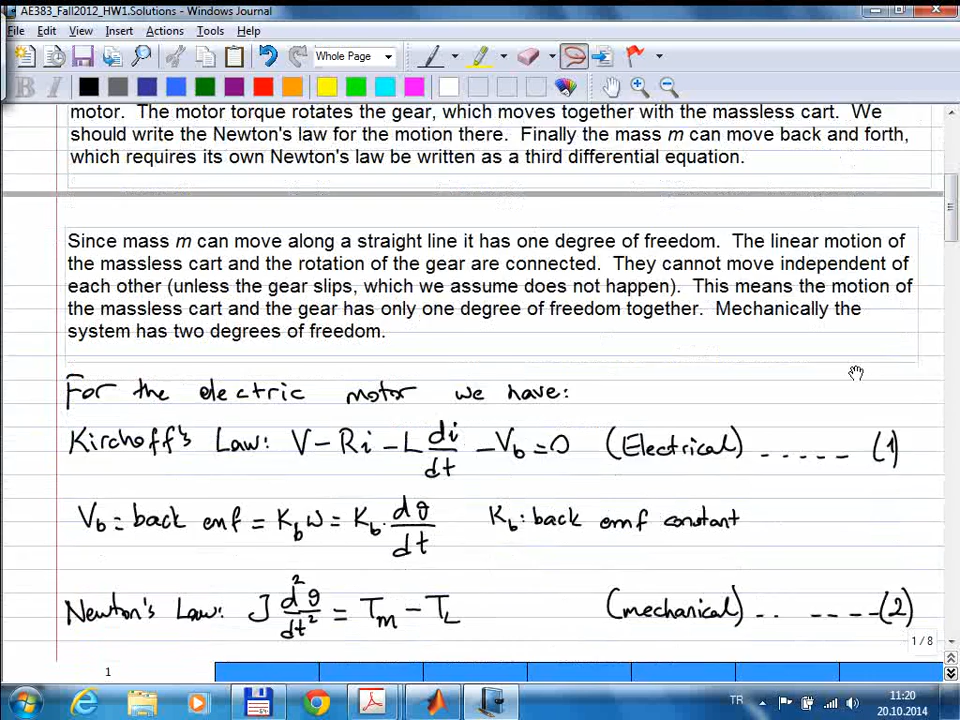 AE383_Fall2012_HW1.Solutions - Windows Journal
File Edit View Insert Actions Tools Help
Whole Page
B I
motor. The motor torque rotates the gear, which moves together with the massless cart. We
should write the Newton's law for the motion there. Finally the mass m can move back and forth,
which requires its own Newton's law be written as a third differential equation.
Since mass m can move along a straight line it has one degree of freedom. The linear motion of
the massless cart and the rotation of the gear are connected. They cannot move independent of
each other (unless the gear slips, which we assume does not happen). This means the motion of
the massless cart and the gear has only one degree of freedom together. Mechanically the
system has two degrees of freedom.
For the electric motor we have:
Kirchoff's Law: V - Ri - L di/dt - Vb = 0 (Electrical) ..... (1)
Vb = back emf = Kb ω = Kb · dθ/dt Kb: back emf constant
Newton's Law: J d²θ/dt² = Tm - TL (mechanical) .. ....(2)
1 / 8
1
TR 11:20
20.10.2014